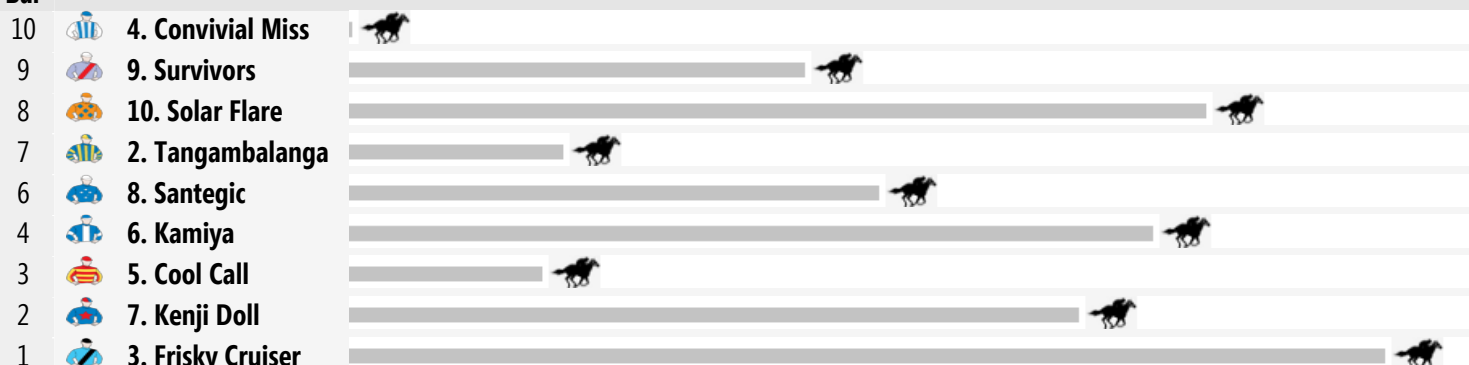 Bar
10 4. Convivial Miss
9 9. Survivors
8 10. Solar Flare
7 2. Tangambalanga
6 8. Santegic
4 6. Kamiya
3 5. Cool Call
2 7. Kenji Doll
1 3. Frisky Cruiser